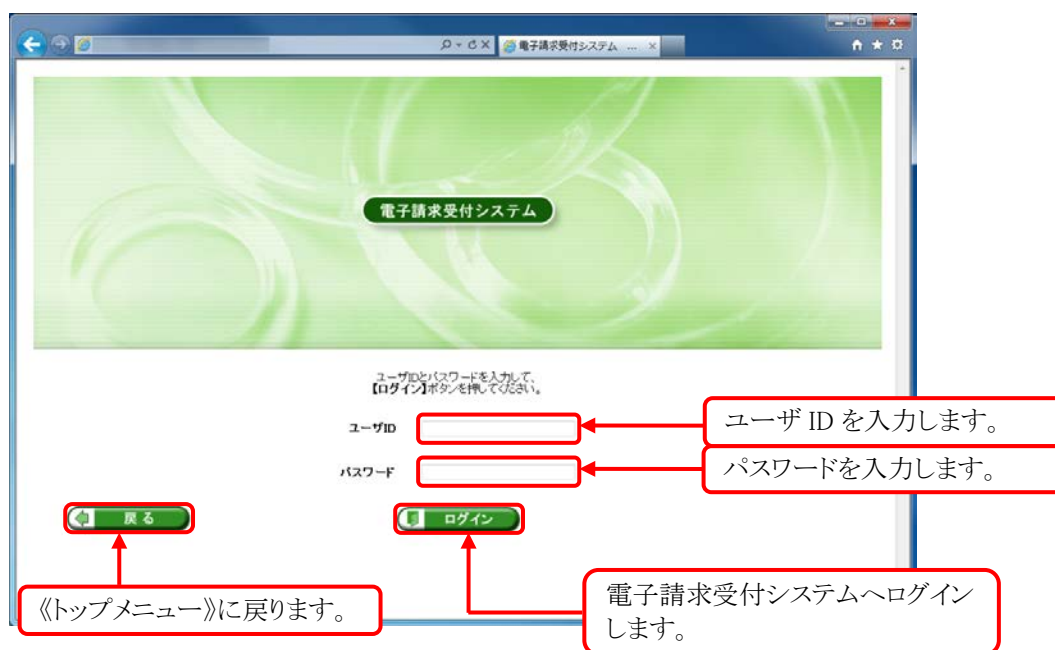 電子請求受付システム ...
電子請求受付システム
ユーザIDとパスワードを入力して、
【ログイン】ボタンを押してください。
ユーザID
ユーザ ID を入力します。
パスワード
パスワードを入力します。
戻る
ログイン
《トップメニュー》に戻ります。
電子請求受付システムへログイン
します。